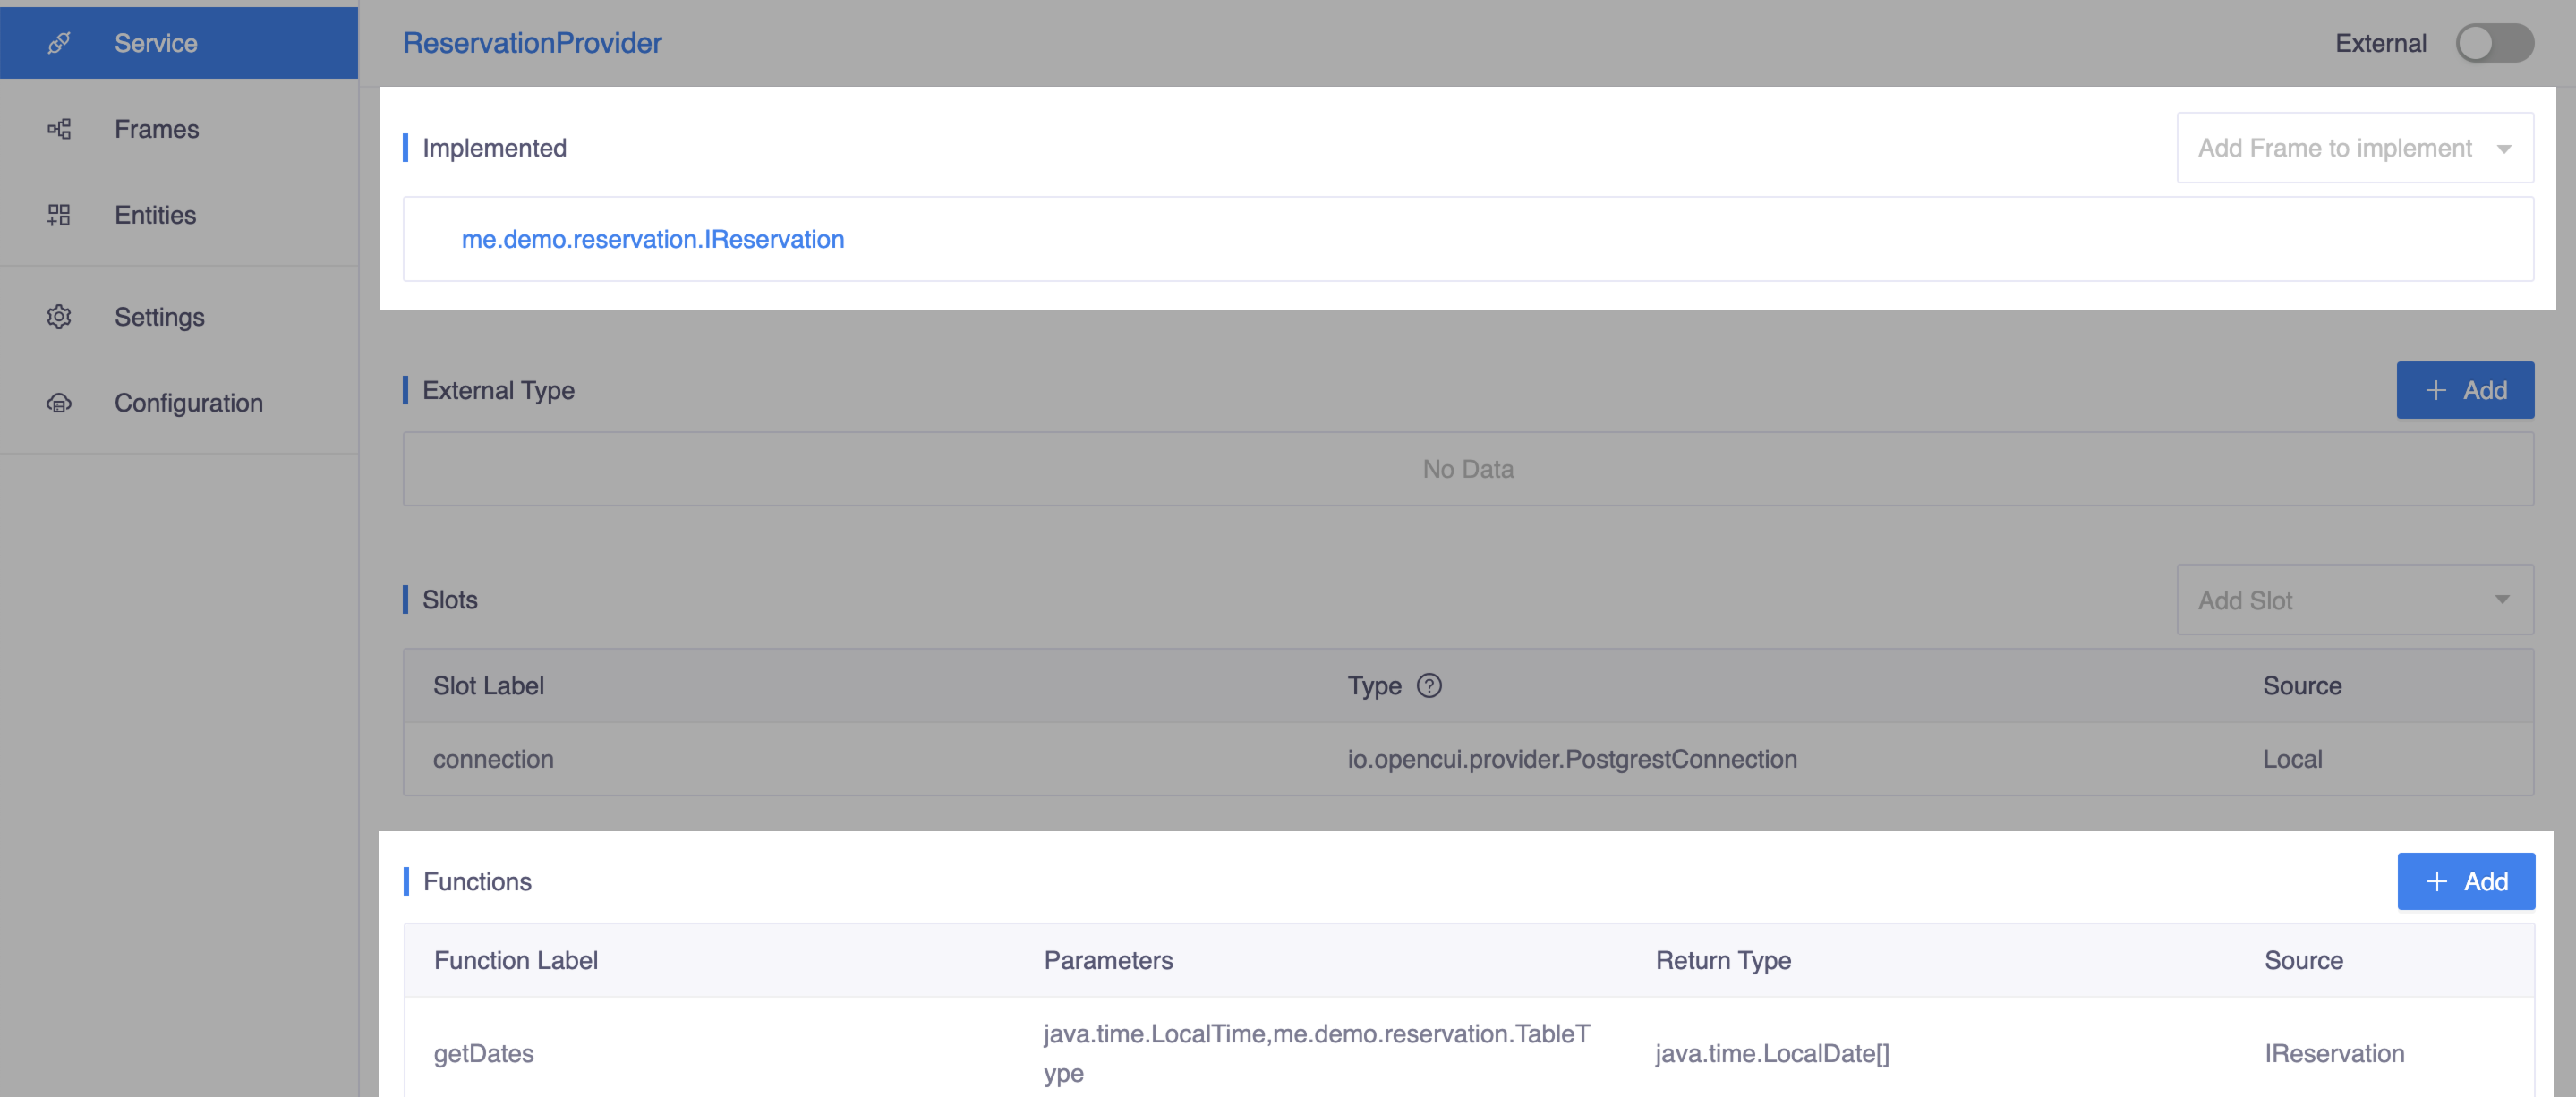 Service
Frames
Entities
Settings
Configuration
ReservationProvider
External
Implemented
Add Frame to implement
me.demo.reservation.IReservation
External Type
+ Add
No Data
Slots
Add Slot
Slot Label
Type ?
Source
connection
io.opencui.provider.PostgrestConnection
Local
Functions
+ Add
Function Label
Parameters
Return Type
Source
getDates
java.time.LocalTime,me.demo.reservation.TableT
ype
java.time.LocalDate[]
IReservation